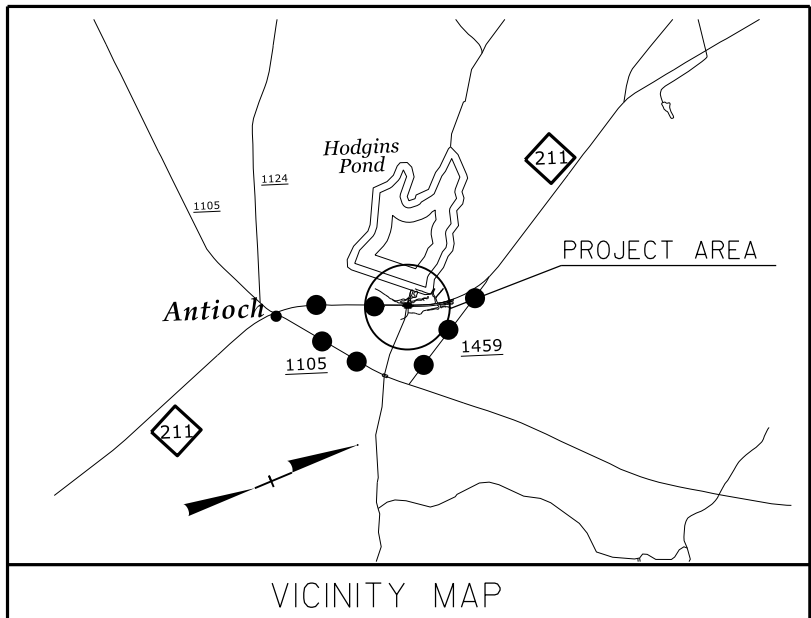 Hodgins
Pond
211
1124
1105
PROJECT AREA
Antioch
1459
1105
211
VICINITY MAP